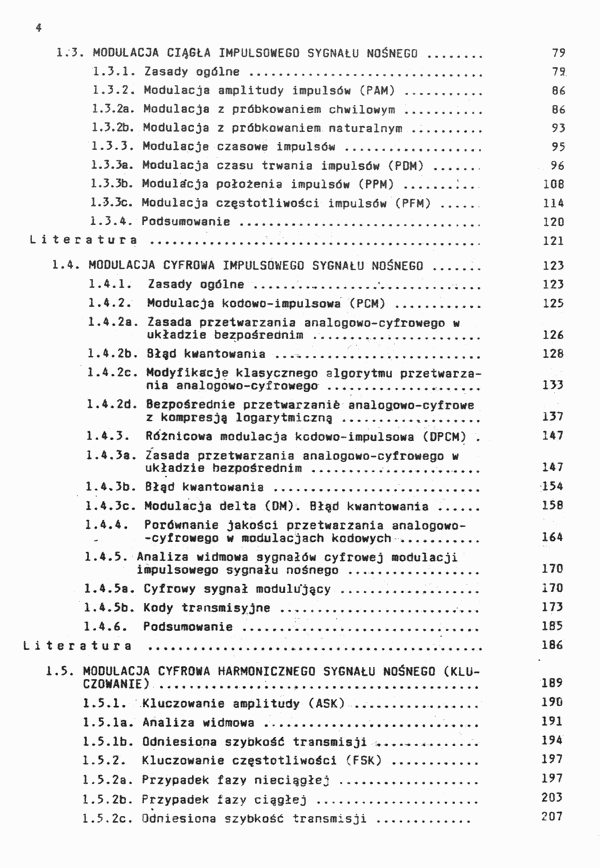 4
1.3. MODULACJA CIĄGŁA IMPULSOWEGO SYGNAŁU NOŚNEGO ........ 79
1.3.1. Zasady ogólne ............................... 79
1.3.2. Modulacja amplitudy impulsów (PAM) ........... 86
1.3.2a. Modulacja z próbkowaniem chwilowym .......... 86
1.3.2b. Modulacja z próbkowaniem naturalnym .......... 93
1.3.3. Modulacje czasowe impulsów ................... 95
1.3.3a. Modulacja czasu trwania impulsów (PDM) ...... 96
1.3.3b. Modulacja położenia impulsów (PPM) .......... 108
1.3.3c. Modulacja częstotliwości impulsów (PFM) ..... 114
1.3.4. Podsumowanie ................................ 120
Literatura ............................................ 121
1.4. MODULACJA CYFROWA IMPULSOWEGO SYGNAŁU NOŚNEGO ....... 123
1.4.1. Zasady ogólne .............................. 123
1.4.2. Modulacja kodowo-impulsowa (PCM) ............ 125
1.4.2a. Zasada przetwarzania analogowo-cyfrowego w
układzie bezpośrednim ...................... 126
1.4.2b. Błąd kwantowania ........................... 128
1.4.2c. Modyfikacje klasycznego algorytmu przetwarza-
nia analogowo-cyfrowego .................... 133
1.4.2d. Bezpośrednie przetwarzanie analogowo-cyfrowe
z kompresją logarytmiczną .................. 137
1.4.3. Różnicowa modulacja kodowo-impulsowa (DPCM) . 147
1.4.3a. Zasada przetwarzania analogowo-cyfrowego w
układzie bezpośrednim ....................... 147
1.4.3b. Błąd kwantowania ............................ 154
1.4.3c. Modulacja delta (DM). Błąd kwantowania ...... 158
1.4.4. Porównanie jakości przetwarzania analogowo-
-cyfrowego w modulacjach kodowych ........... 164
1.4.5. Analiza widmowa sygnałów cyfrowej modulacji
impulsowego sygnału nośnego .................. 170
1.4.5a. Cyfrowy sygnał modulujący ................... 170
1.4.5b. Kody transmisyjne ........................... 173
1.4.6. Podsumowanie ................................ 185
Literatura ............................................. 186
1.5. MODULACJA CYFROWA HARMONICZNEGO SYGNAŁU NOŚNEGO (KLU-
CZOWANIE) .......................................... 189
1.5.1. Kluczowanie amplitudy (ASK) ................. 190
1.5.1a. Analiza widmowa ............................. 191
1.5.1b. Odniesiona szybkość transmisji .............. 194
1.5.2. Kluczowanie częstotliwości (FSK) ............ 197
1.5.2a. Przypadek fazy nieciągłej ................... 197
1.5.2b. Przypadek fazy ciągłej ...................... 203
1.5.2c. Odniesiona szybkość transmisji ............. 207